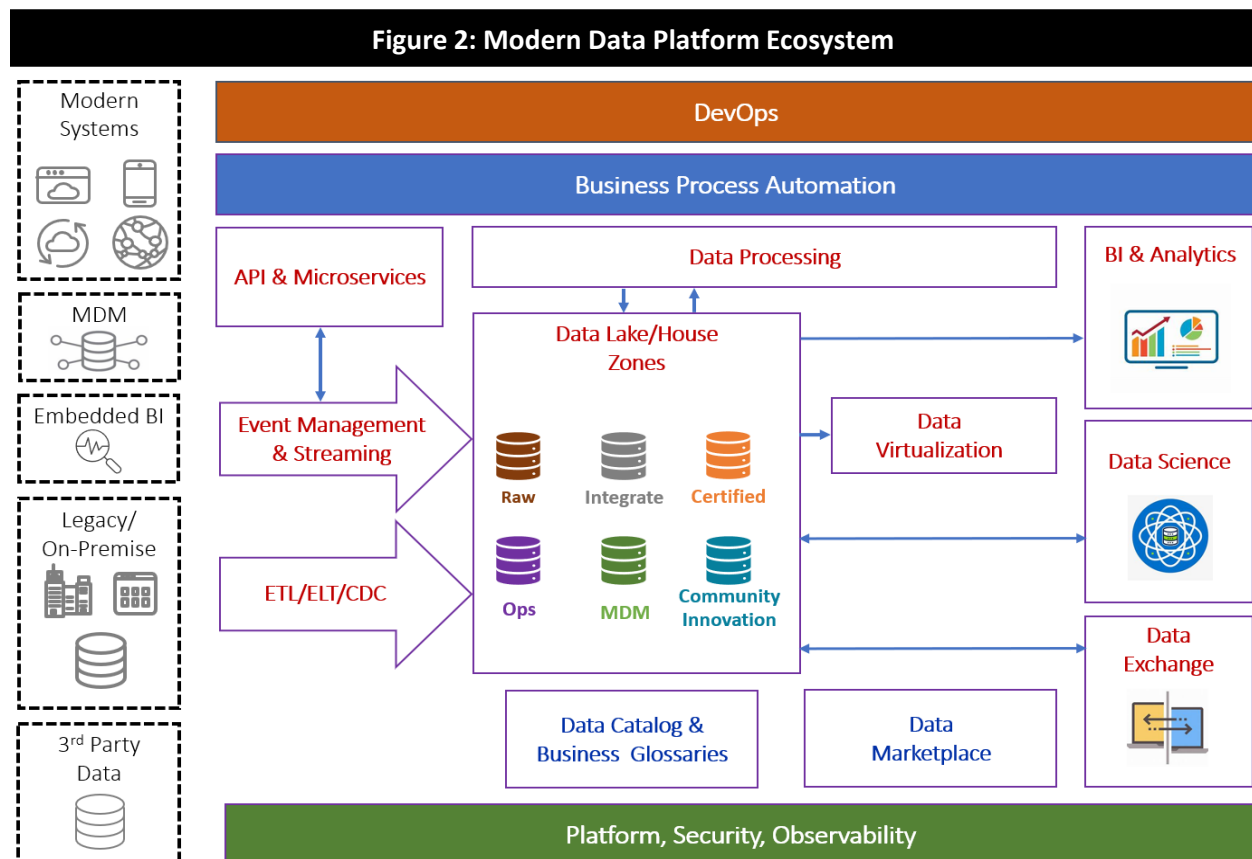 Figure 2: Modern Data Platform Ecosystem
Modern
Systems
MDM
Embedded BI
Legacy/
On-Premise
3rd Party
Data
DevOps
Business Process Automation
API & Microservices
Event Management
& Streaming
ETL/ELT/CDC
Data Processing
Data Lake/House
Zones
Raw
Integrate
Certified
Ops
MDM
Community
Innovation
Data
Virtualization
BI & Analytics
Data Science
Data
Exchange
Data Catalog &
Business Glossaries
Data
Marketplace
Platform, Security, Observability